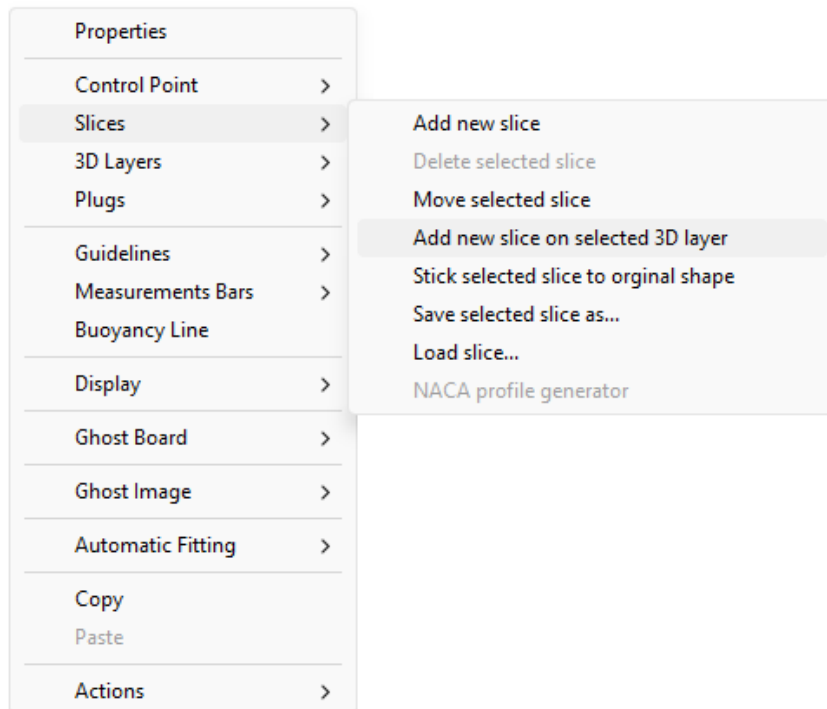 Properties
Control Point
Slices
3D Layers
Plugs
Guidelines
Measurements Bars
Buoyancy Line
Display
Ghost Board
Ghost Image
Automatic Fitting
Copy
Paste
Actions
Add new slice
Delete selected slice
Move selected slice
Add new slice on selected 3D layer
Stick selected slice to orginal shape
Save selected slice as...
Load slice...
NACA profile generator